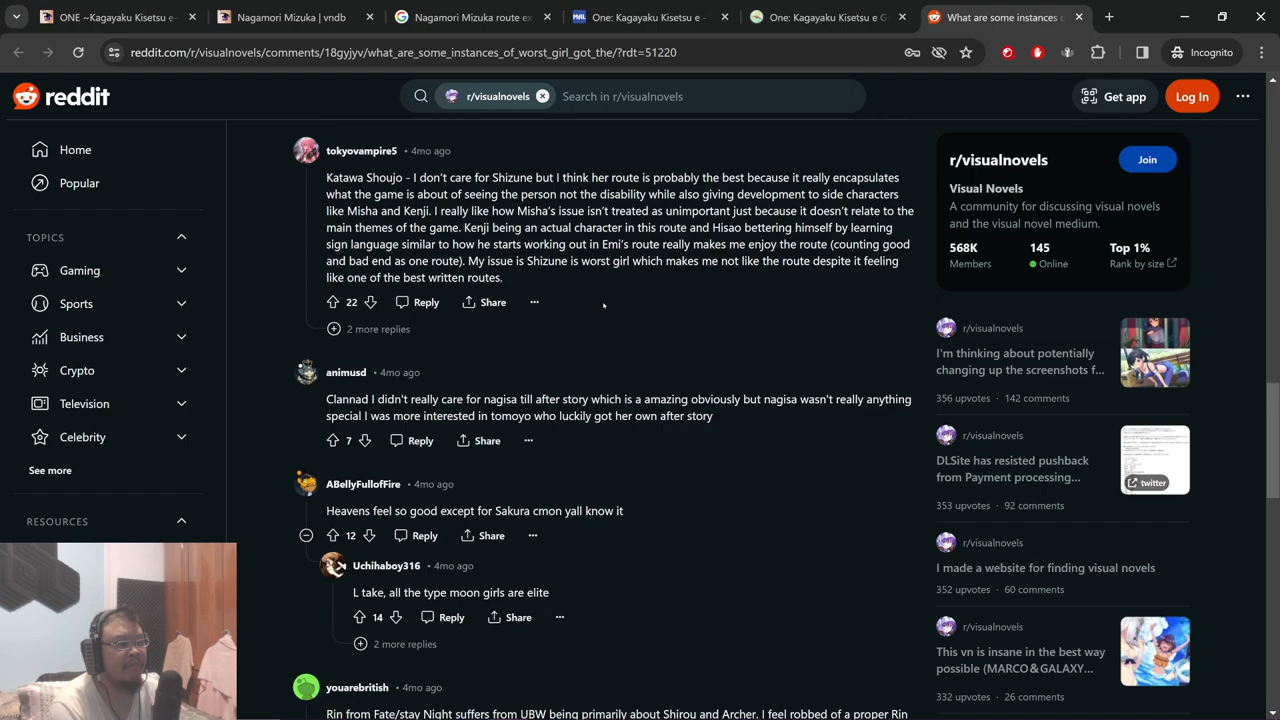 ONE ~Kagayaku Kisetsu e~
Nagamori Mizuka | vndb
Nagamori Mizuka route ex
One: Kagayaku Kisetsu e -
One: Kagayaku Kisetsu e G
What are some instances o
reddit.com/r/visualnovels/comments/18gyjvv/what_are_some_instances_of_worst_girl_got_the/?rdt=51220
Incognito
reddit
r/visualnovels
Search in r/visualnovels
Get app
Log In
Home
Popular
TOPICS
Gaming
Sports
Business
Crypto
Television
Celebrity
See more
RESOURCES
tokyovampire5 • 4mo ago
Katawa Shoujo - I don't care for Shizune but I think her route is probably the best because it really encapsulates
what the game is about of seeing the person not the disability while also giving development to side characters
like Misha and Kenji. I really like how Misha's issue isn't treated as unimportant just because it doesn't relate to the
main idea of the game. Kenji being an actual character in this route and Hisao bettering himself by learning
sign language similar to how he starts working out in Emi's route really makes me enjoy the route (counting good
and bad end as one route). My issue is Shizune is worst girl which makes me not like the route despite it feeling
like one of the best written routes.
22 Reply Share
2 more replies
animusd • 4mo ago
Clannad I didn't really care for nagisa till after story which is a amazing obviously but nagisa wasn't really anything
special I was more interested in tomoyo who luckily got her own after story
7 Reply Share
ABellyFullofFire • 4mo ago
Heavens feel so good except for Sakura cmon yall know it
12 Reply Share
Uchihaboy316 • 4mo ago
L take, all the type moon girls are elite
14 Reply Share
2 more replies
youarebritish • 4mo ago
Rin from Fate/stay Night suffers from UBW being primarily about Shirou and Archer. I feel robbed of a proper Rin
r/visualnovels
Join
Visual Novels
A community for discussing visual novels
and the visual novel medium.
568K 145 Top 1%
Members Online Rank by size
r/visualnovels
I'm thinking about potentially
changing up the screenshots f...
356 upvotes · 142 comments
r/visualnovels
DLSite has resisted pushback
from Payment processing...
twitter
353 upvotes · 92 comments
r/visualnovels
I made a website for finding visual novels
352 upvotes · 60 comments
r/visualnovels
This vn is insane in the best way
possible (MARCO&GALAXY...
332 upvotes · 26 comments